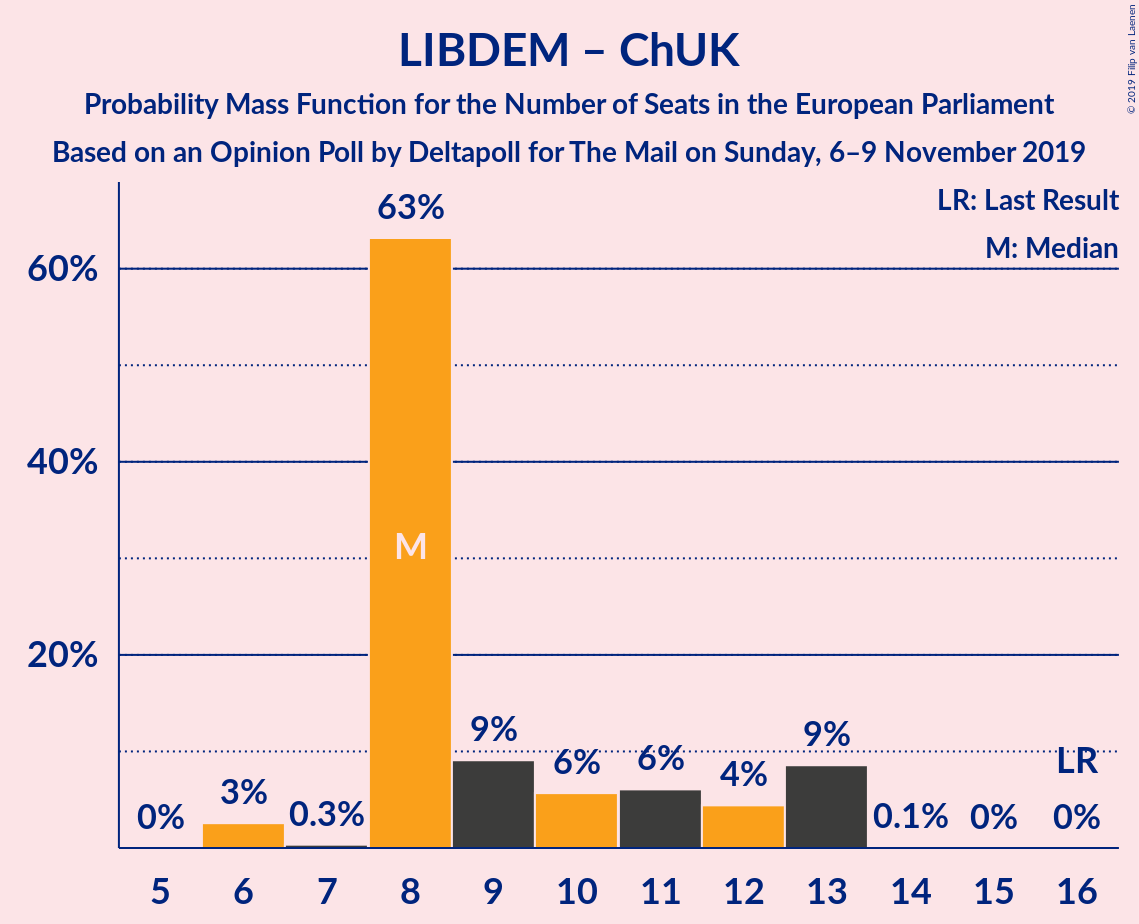 LIBDEM – ChUK
Probability Mass Function for the Number of Seats in the European Parliament
Based on an Opinion Poll by Deltapoll for The Mail on Sunday, 6–9 November 2019
© 2019 Filip van Laenen
LR: Last Result
M: Median
60%
40%
20%
63%
M
0%
3%
0.3%
9%
6%
6%
4%
9%
0.1%
0%
LR
0%
5 6 7 8 9 10 11 12 13 14 15 16